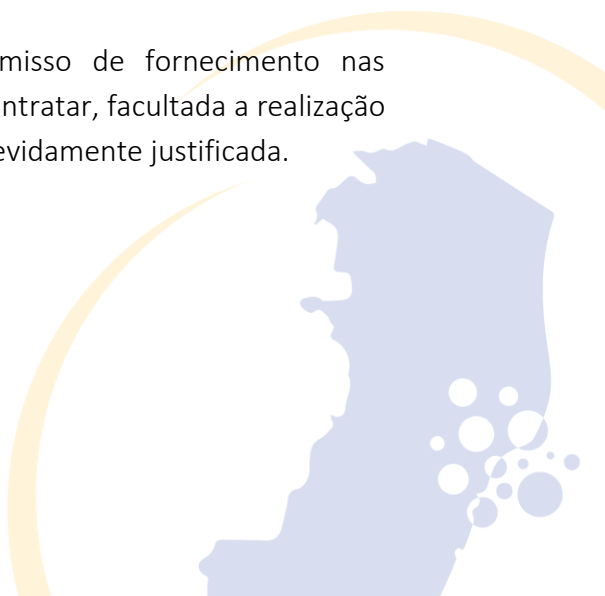 misso de fornecimento nas
ntratar, facultada a realização
evidamente justificada.